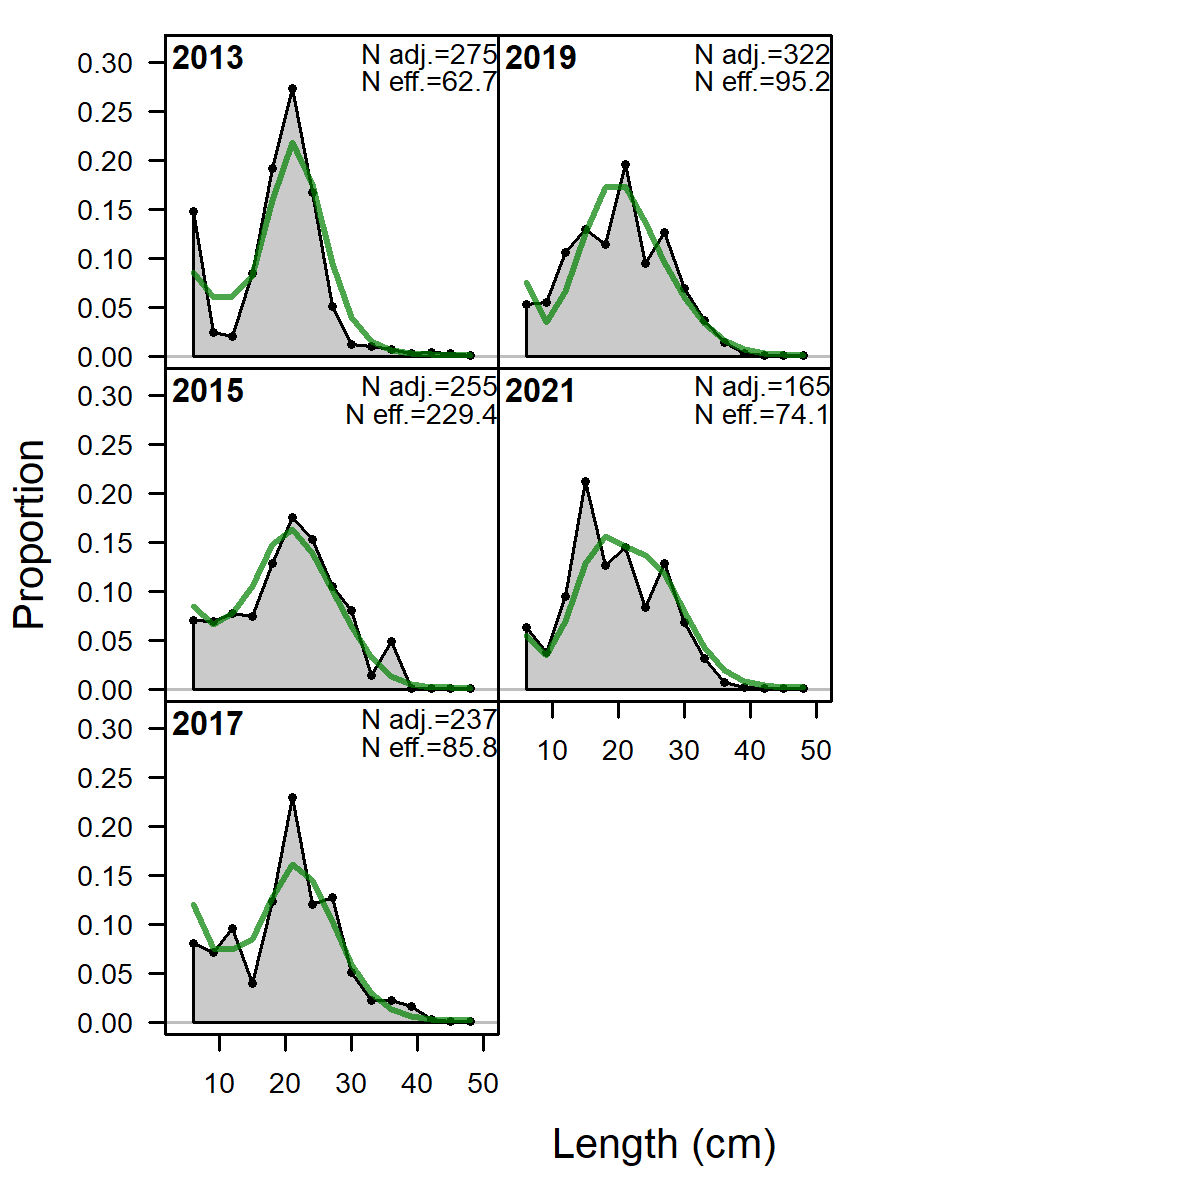 Proportion
2013
N adj.=275
N eff.=62.7
0.30
0.25
0.20
0.15
0.10
0.05
0.00
2019
N adj.=322
N eff.=95.2
2015
N adj.=255
N eff.=229.4
0.30
0.25
0.20
0.15
0.10
0.05
0.00
2021
N adj.=165
N eff.=74.1
10 20 30 40 50
2017
N adj.=237
N eff.=85.8
0.30
0.25
0.20
0.15
0.10
0.05
0.00
10 20 30 40 50
Length (cm)